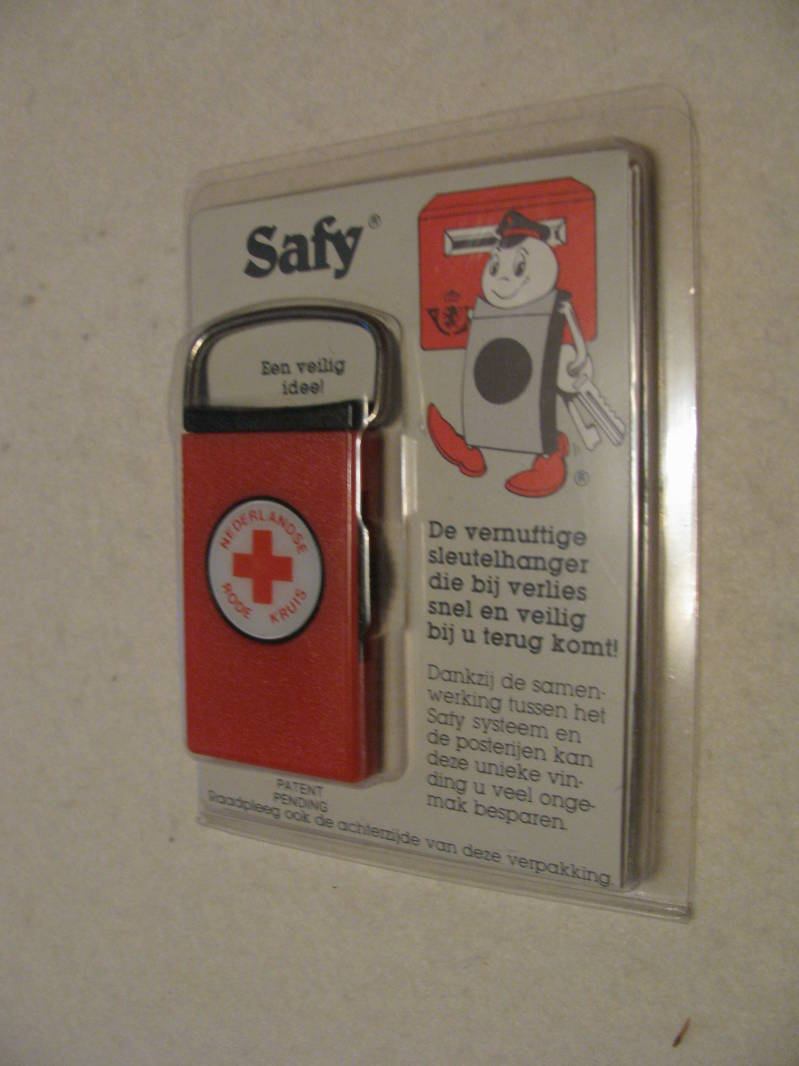 Safy®
Een veilig
idee!
NEDERLANDSE
RODE KRUIS
®
De vernuftige
sleutelhanger
die bij verlies
snel en veilig
bij u terug komt!
Dankzij de samen-
werking tussen het
Safy systeem en
de posterijen kan
deze unieke vin-
ding u veel onge-
mak besparen.
PATENT
PENDING
Raadpleeg ook de achterzijde van deze verpakking.